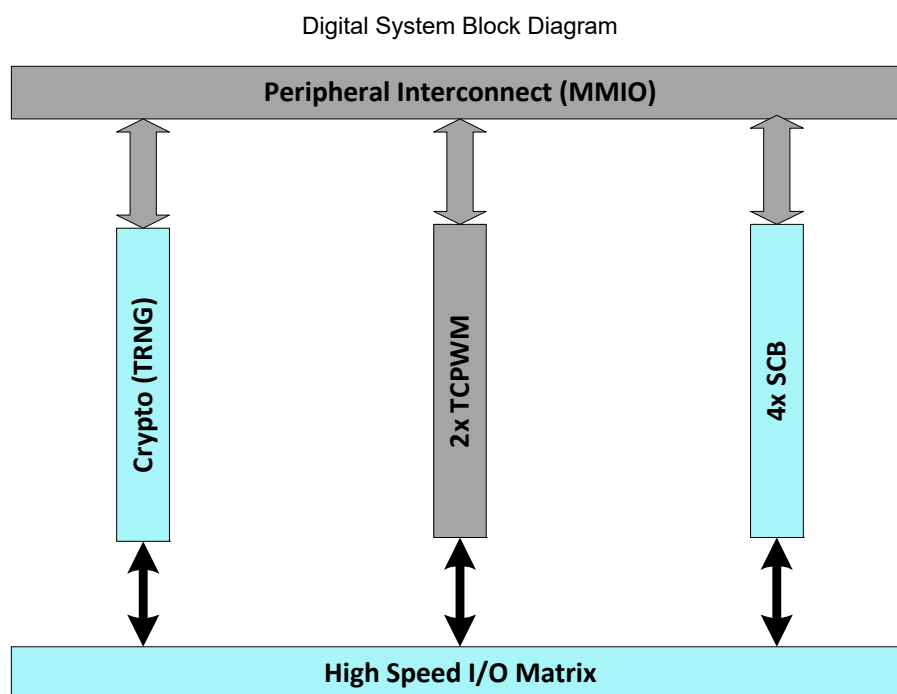 Digital System Block Diagram
Peripheral Interconnect (MMIO)
Crypto (TRNG)
2x TCPWM
4x SCB
High Speed I/O Matrix